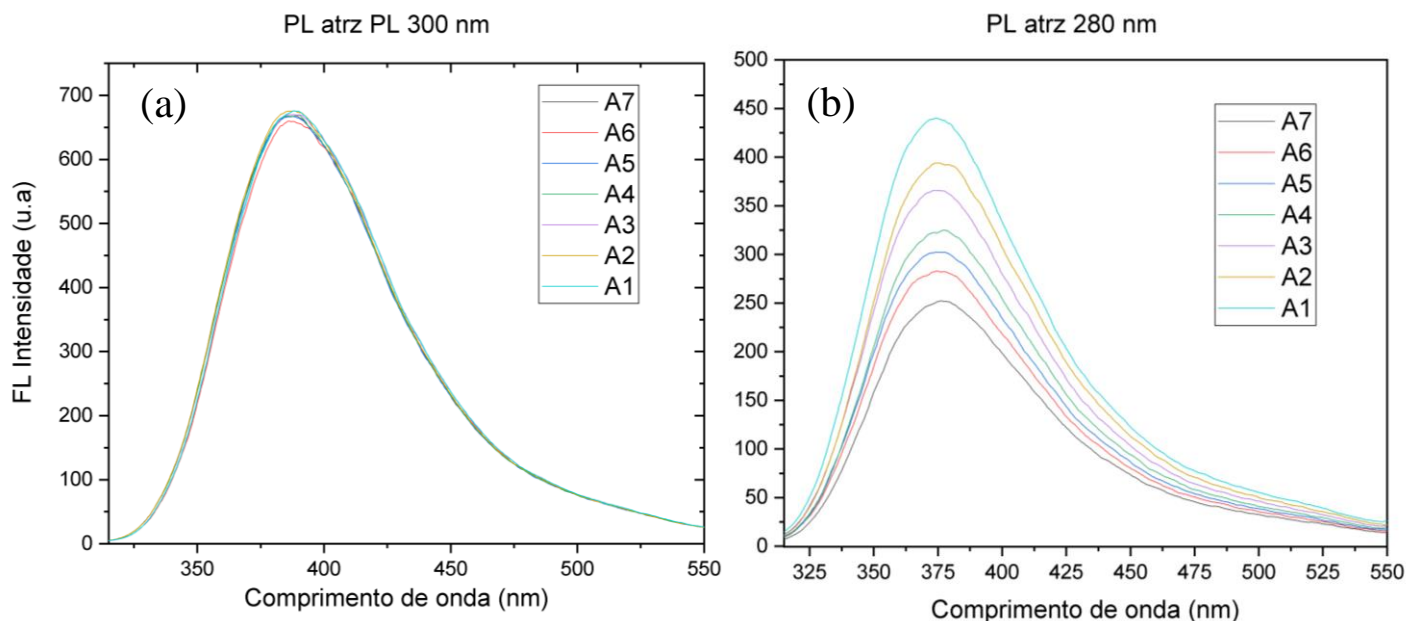 PL atrz PL 300 nm
(a)
A7
A6
A5
A4
A3
A2
A1
700
600
500
400
300
200
100
0
FL Intensidade (u.a)
350
400
450
500
550
Comprimento de onda (nm)
PL atrz 280 nm
(b)
A7
A6
A5
A4
A3
A2
A1
500
450
400
350
300
250
200
150
100
50
0
325
350
375
400
425
450
475
500
525
550
Comprimento de onda (nm)